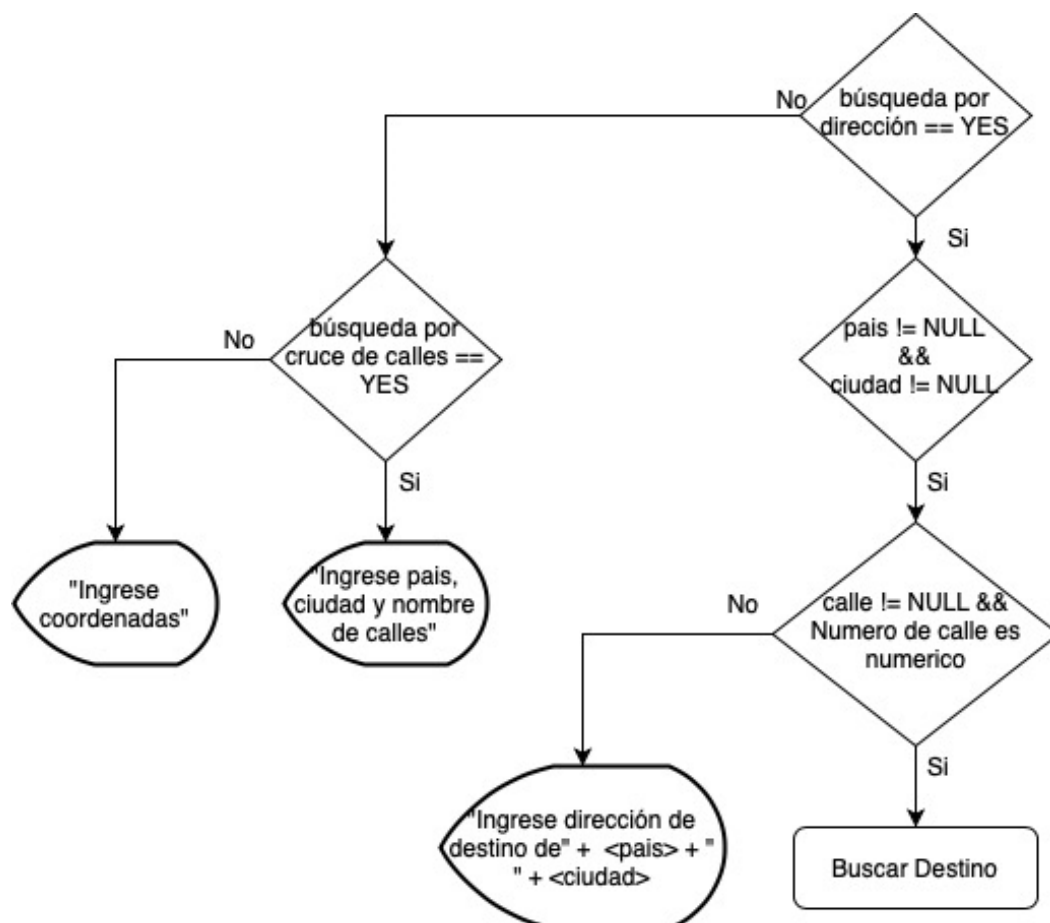 No
búsqueda por
dirección == YES
Si
No
búsqueda por
cruce de calles ==
YES
Si
pais != NULL
&&
ciudad != NULL
Si
"Ingrese
coordenadas"
"Ingrese pais,
ciudad y nombre
de calles"
No
calle != NULL &&
Numero de calle es
numerico
Si
"Ingrese dirección de
destino de" + <pais> + "
" + <ciudad>
Buscar Destino